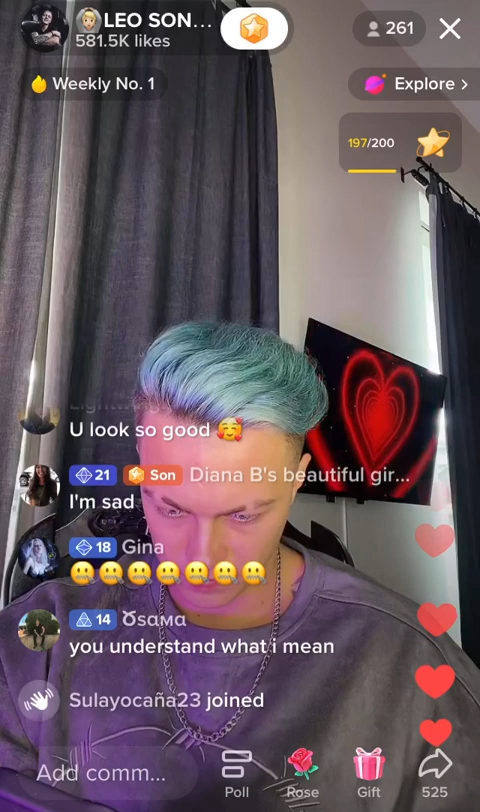 LEO SON...
581.5K likes
261
Weekly No. 1
Explore >
197/200
U look so good 🥰
21 Son Diana B's beautiful gir...
I'm sad
18 Gina
🤐🤐🤐🤐🤐🤐🤐
14 ઠѕαмα
you understand what i mean
Sulayocaña23 joined
Add comm...
Poll
Rose
Gift
525